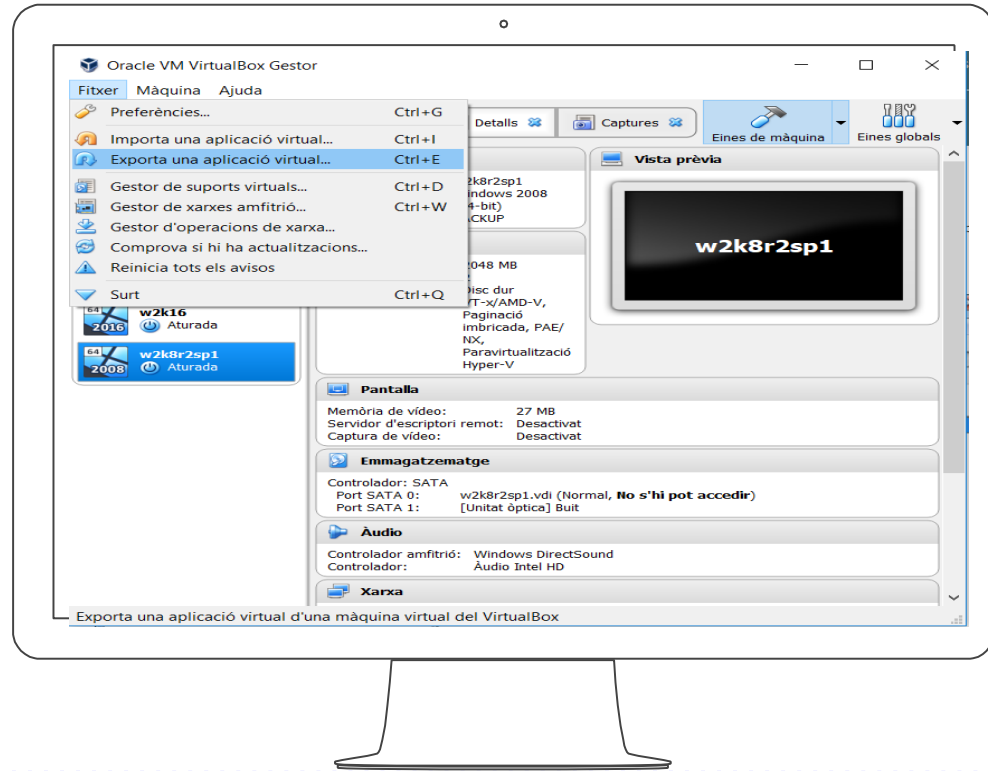 Oracle VM VirtualBox Gestor
Fitxer Màquina Ajuda
Preferències... Ctrl+G
Importa una aplicació virtual... Ctrl+I
Exporta una aplicació virtual... Ctrl+E
Gestor de suports virtuals... Ctrl+D
Gestor de xarxes amfitrió... Ctrl+W
Gestor d'operacions de xarxa...
Comprova si hi ha actualitzacions...
Reinicia tots els avisos
Surt Ctrl+Q
Detalls
Captures
Eines de màquina
Eines globals
64
2016
w2k16
Aturada
64
2008
w2k8r2sp1
Aturada
2k8r2sp1
indows 2008
4-bit)
ACKUP
2048 MB
Disc dur
VT-x/AMD-V,
Paginació
imbricada, PAE/
NX,
Paravirtualització
Hyper-V
Vista prèvia
w2k8r2sp1
Pantalla
Memòria de vídeo: 27 MB
Servidor d'escriptori remot: Desactivat
Captura de vídeo: Desactivat
Emmagatzematge
Controlador: SATA
Port SATA 0: w2k8r2sp1.vdi (Normal, No s'hi pot accedir)
Port SATA 1: [Unitat òptica] Buit
Àudio
Controlador amfitrió: Windows DirectSound
Controlador: Àudio Intel HD
Xarxa
Exporta una aplicació virtual d'una màquina virtual del VirtualBox